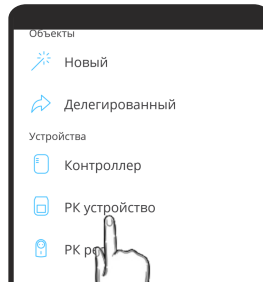 Объекты
Новый
Делегированный
Устройства
Контроллер
РК устройство
РК